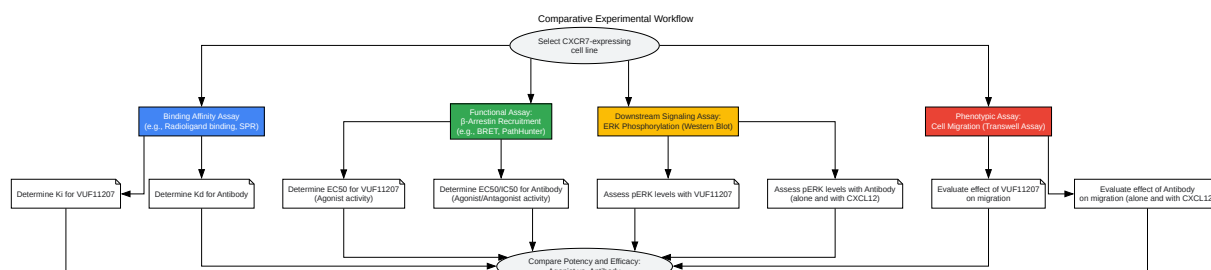 Comparative Experimental Workflow
Select CXCR7-expressing
cell line
Binding Affinity Assay
(e.g., Radioligand binding, SPR)
Functional Assay:
β-Arrestin Recruitment
(e.g., BRET, PathHunter)
Downstream Signaling Assay:
ERK Phosphorylation (Western Blot)
Phenotypic Assay:
Cell Migration (Transwell Assay)
Determine Ki for VUF11207
Determine Kd for Antibody
Determine EC50 for VUF11207
(Agonist activity)
Determine EC50/IC50 for Antibody
(Agonist/Antagonist activity)
Assess pERK levels with VUF11207
Assess pERK levels with Antibody
(alone and with CXCL12)
Evaluate effect of VUF11207
on migration
Evaluate effect of Antibody
on migration (alone and with CXCL12
Compare Potency and Efficacy: